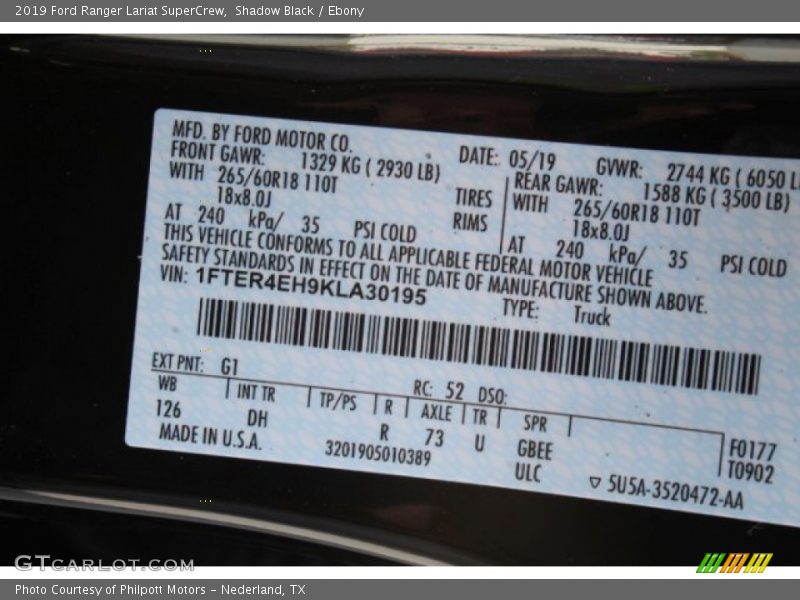 2019 Ford Ranger Lariat SuperCrew,  Shadow Black / Ebony
MFD. BY FORD MOTOR CO.
DATE: 05/19 GVWR: 2744 KG ( 6050 L
FRONT GAWR: 1329 KG ( 2930 LB) REAR GAWR: 1588 KG ( 3500 LB)
WITH 265/60R18 110T TIRES WITH 265/60R18 110T
18x8.0J RIMS 18x8.0J
AT 240 kPa/ 35 PSI COLD AT 240 kPa/ 35 PSI COLD
THIS VEHICLE CONFORMS TO ALL APPLICABLE FEDERAL MOTOR VEHICLE
SAFETY STANDARDS IN EFFECT ON THE DATE OF MANUFACTURE SHOWN ABOVE.
VIN: 1FTER4EH9KLA30195 TYPE: Truck
EXT PNT: G1 RC: 52 DSO:
WB INT TR TP/PS R AXLE TR SPR
126 DH R 73 U GBEE F0177
MADE IN U.S.A. 3201905010389 ULC T0902
▽ 5U5A-3520472-AA
GTCARLOT.COM
Photo Courtesy of Philpott Motors - Nederland, TX